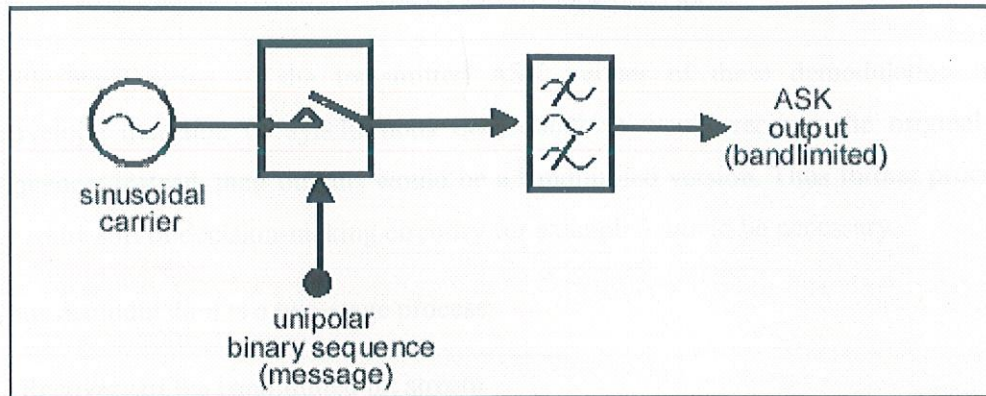 sinusoidal
carrier
unipolar
binary sequence
(message)
ASK
output
(bandlimited)